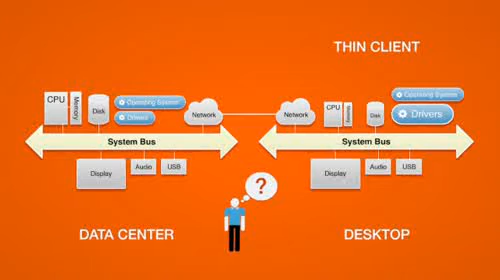 THIN CLIENT
CPU
Memory
Disk
Operating System
Drivers
Network
System Bus
Display
Audio
USB
Network
CPU
Memory
Disk
Operating System
Drivers
System Bus
Display
Audio
USB
?
DATA CENTER
DESKTOP